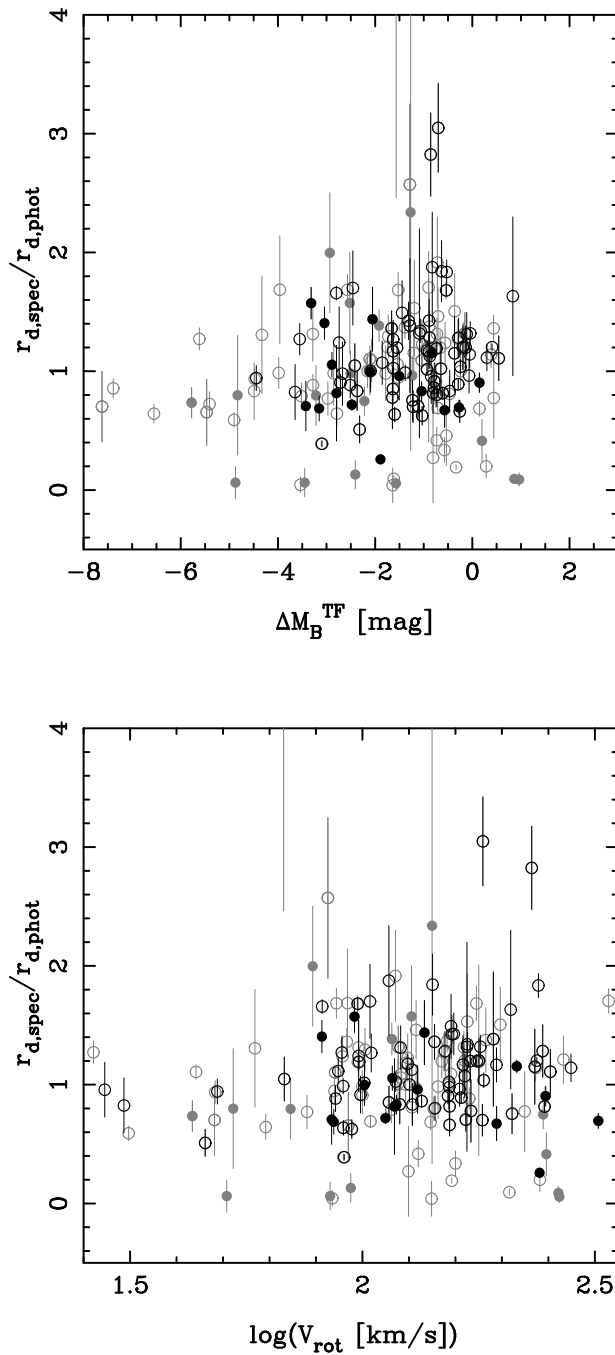 4
3
2
1
0
r_d,spec/r_d,phot
−8 −6 −4 −2 0 2
ΔM_B^TF [mag]
4
3
2
1
0
r_d,spec/r_d,phot
1.5 2 2.5
log(V_rot [km/s])